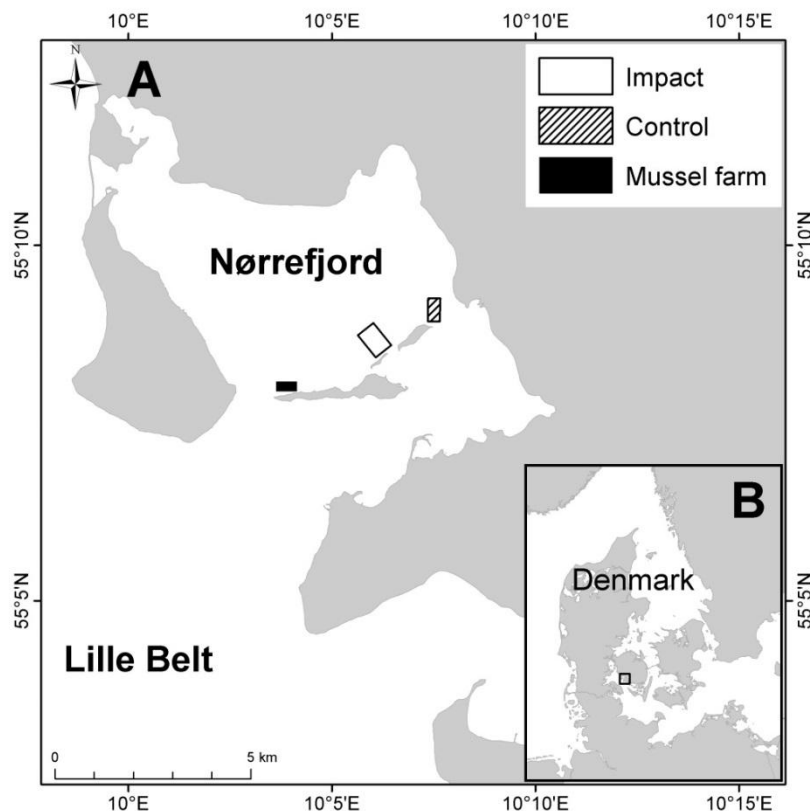 10°E
10°5'E
10°10'E
10°15'E
N
A
Impact
Control
Mussel farm
55°10'N
55°10'N
Nørrefjord
B
Denmark
55°5'N
55°5'N
Lille Belt
0
5 km
10°E
10°5'E
10°10'E
10°15'E